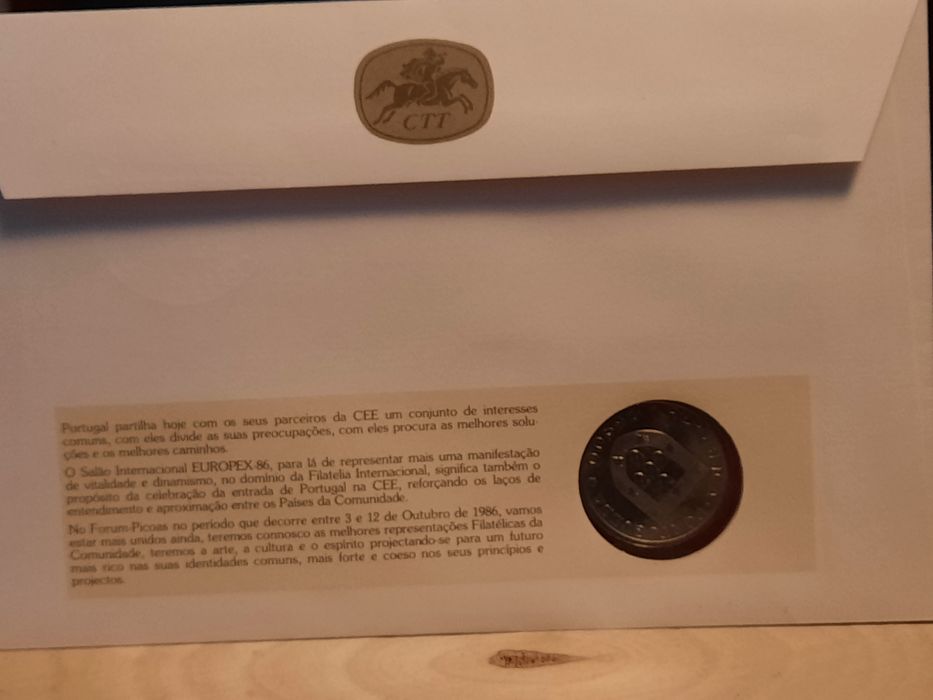 CTT
Portugal partilha hoje com os seus parceiros da CEE um conjunto de interesses
comuns, com eles divide as suas preocupações, com eles procura as melhores solu-
ções e os melhores caminhos.
O Salão Internacional EUROPEX-86, para lá de representar mais uma manifestação
de vitalidade e dinamismo, no domínio da Filatelia Internacional, significa também o
propósito da celebração da entrada de Portugal na CEE, reforçando os laços de
entendimento e aproximação entre os Países da Comunidade.
No Forum-Picoas no período que decorre entre 3 e 12 de Outubro de 1986, vamos
estar mais unidos ainda, teremos connosco as melhores representações Filatélicas da
Comunidade, teremos a arte, a cultura e o espírito projectando-se para um futuro
mais rico nas suas identidades comuns, mais forte e coeso nos seus princípios e
projectos.